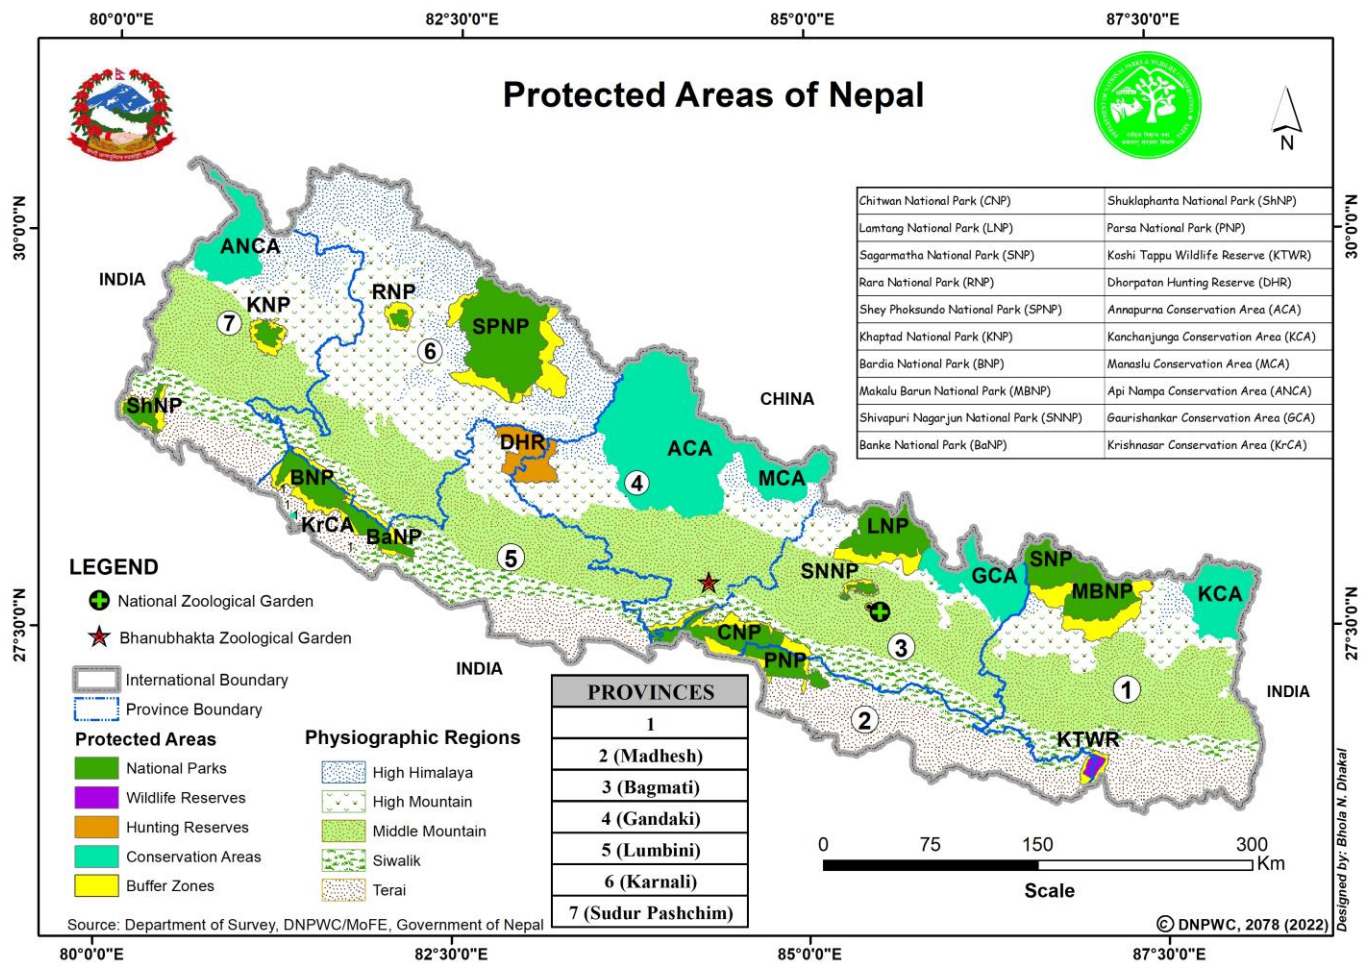 80°0'0"E 82°30'0"E 85°0'0"E 87°30'0"E
Protected Areas of Nepal
N
30°0'0"N
30°0'0"N
27°30'0"N
27°30'0"N
Chitwan National Park (CNP) Shuklaphanta National Park (ShNP)
Lamtang National Park (LNP) Parsa National Park (PNP)
Sagarmatha National Park (SNP) Koshi Tappu Wildlife Reserve (KTWR)
Rara National Park (RNP) Dhorpatan Hunting Reserve (DHR)
Shey Phoksundo National Park (SPNP) Annapurna Conservation Area (ACA)
Khaptad National Park (KNP) Kanchanjunga Conservation Area (KCA)
Bardia National Park (BNP) Manaslu Conservation Area (MCA)
Makalu Barun National Park (MBNP) Api Nampa Conservation Area (ANCA)
Shivapuri Nagarjun National Park (SNNP) Gaurishankar Conservation Area (GCA)
Banke National Park (BaNP) Krishnasar Conservation Area (KrCA)
ANCA
INDIA
KNP
RNP
7
6
SPNP
CHINA
ShNP
DHR
ACA
MCA
4
BNP
KrCA
BaNP
5
LNP
SNNP
GCA
SNP
MBNP
KCA
CNP
PNP
3
1
2
KTWR
INDIA
INDIA
LEGEND
National Zoological Garden
Bhanubhakta Zoological Garden
International Boundary
Province Boundary
Protected Areas
National Parks
Wildlife Reserves
Hunting Reserves
Conservation Areas
Buffer Zones
Physiographic Regions
High Himalaya
High Mountain
Middle Mountain
Siwalik
Terai
PROVINCES
1
2 (Madhesh)
3 (Bagmati)
4 (Gandaki)
5 (Lumbini)
6 (Karnali)
7 (Sudur Pashchim)
0 75 150 300
Km
Scale
Designed by: Bhola N. Dhakal
Source: Department of Survey, DNPWC/MoFE, Government of Nepal
© DNPWC, 2078 (2022)
80°0'0"E 82°30'0"E 85°0'0"E 87°30'0"E